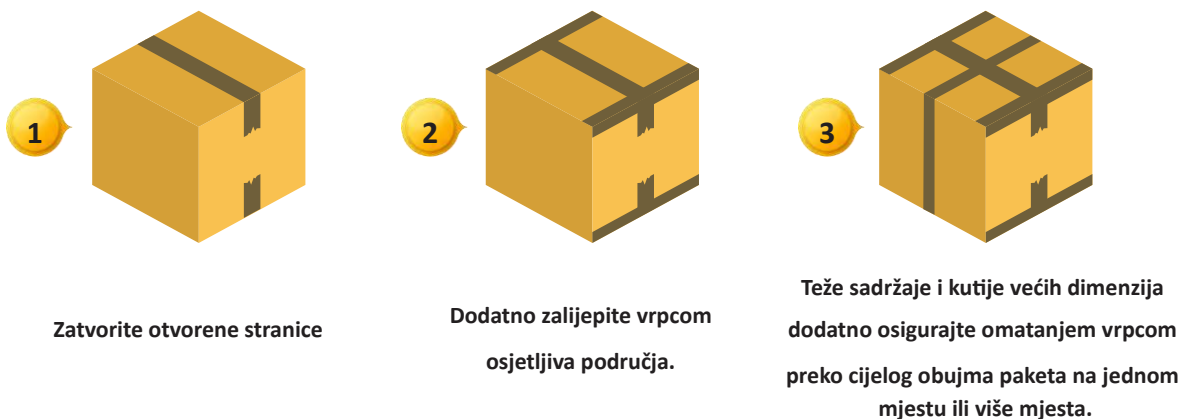 1
Zatvorite otvorene stranice
2
Dodatno zalijepite vrpcom
osjetljiva područja.
3
Teže sadržaje i kutije većih dimenzija
dodatno osigurajte omatanjem vrpcom
preko cijelog obujma paketa na jednom
mjestu ili više mjesta.